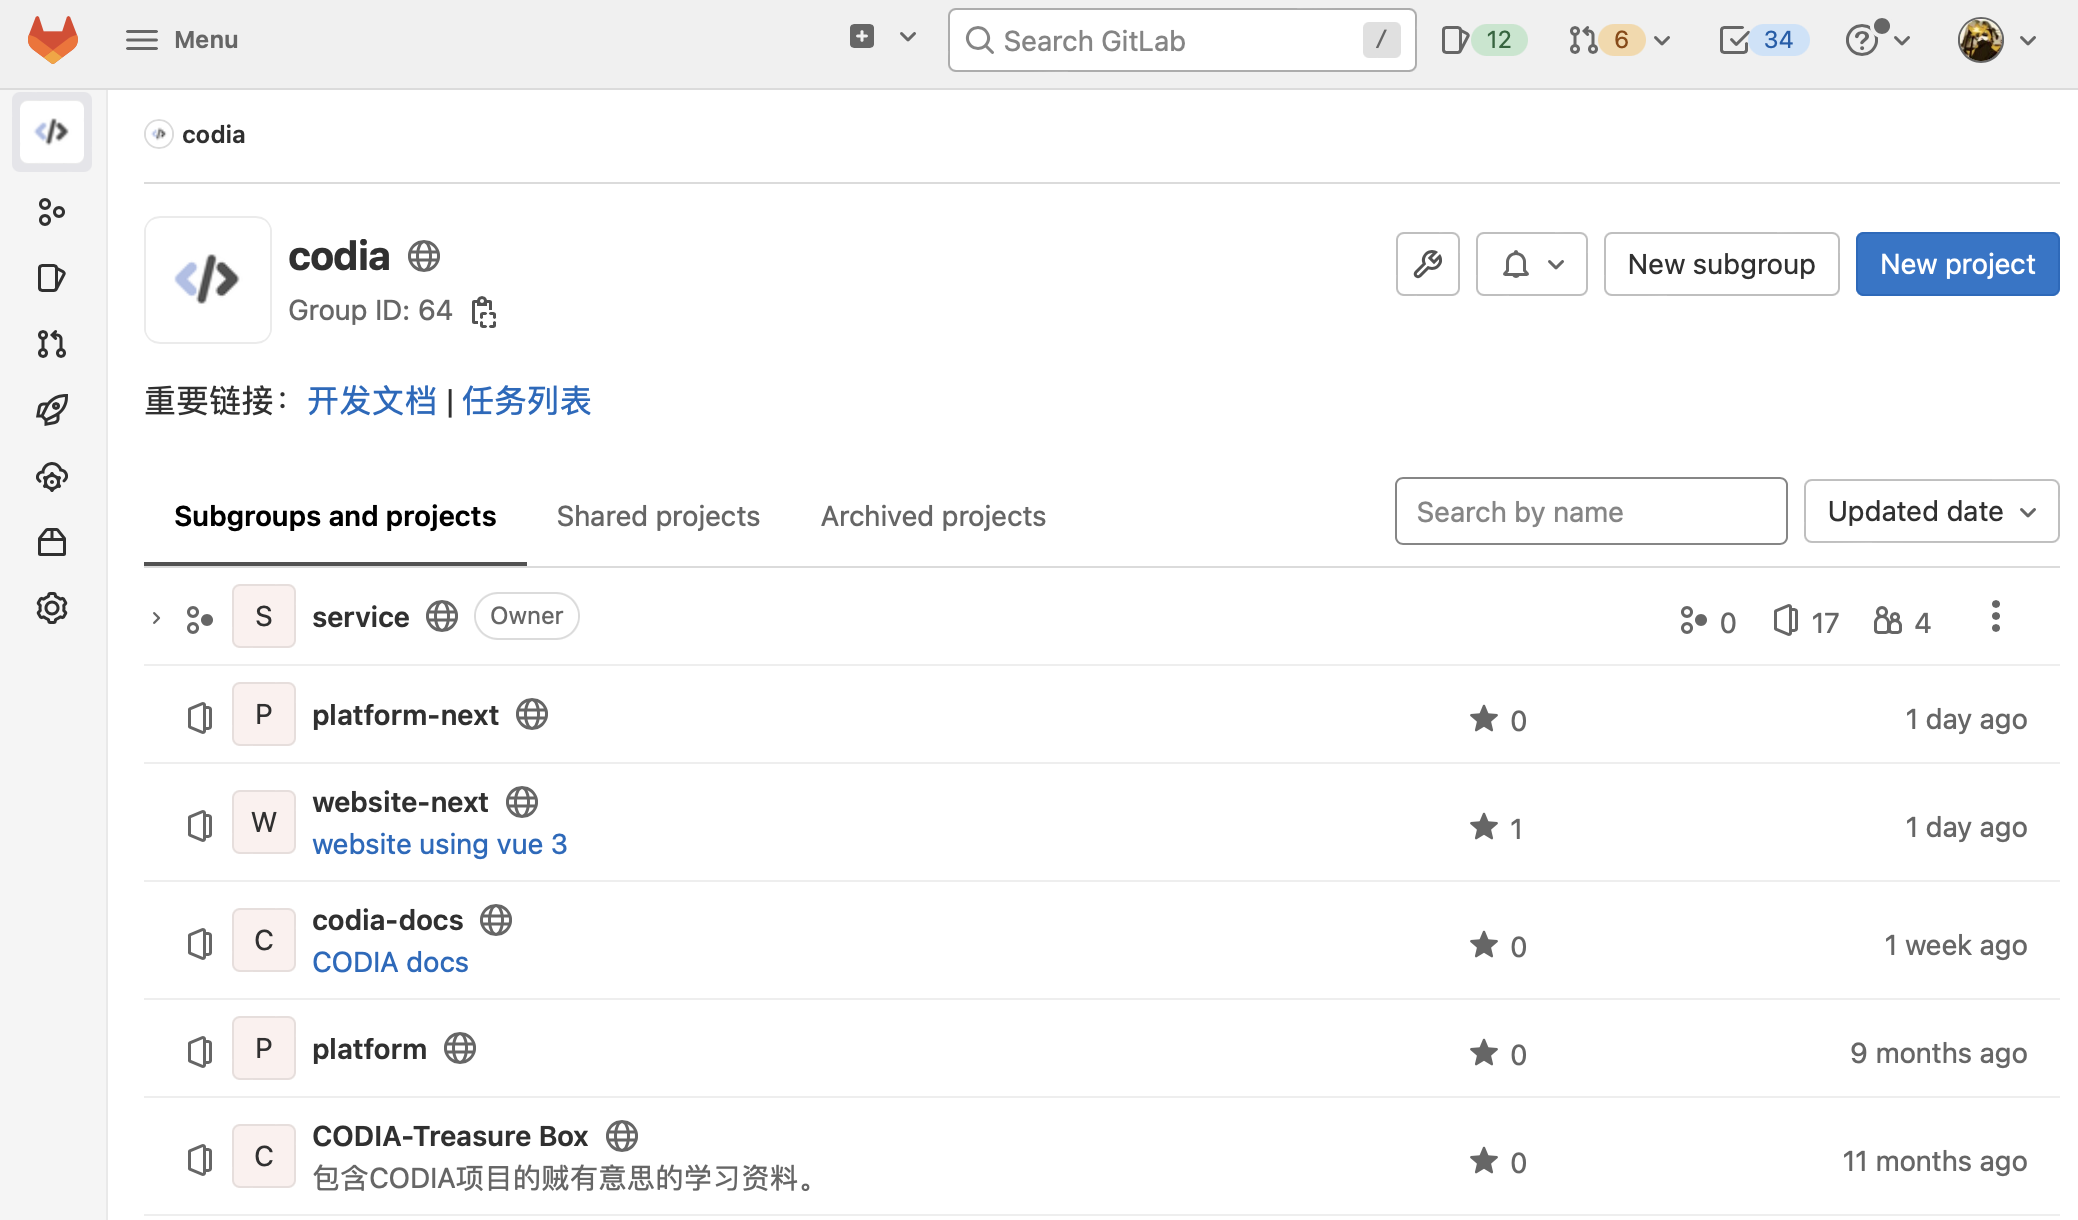 Menu
Search GitLab /
12
6
34
codia
codia
Group ID: 64
New subgroup
New project
重要链接：开发文档 | 任务列表
Subgroups and projects
Shared projects
Archived projects
Search by name
Updated date
S service Owner 0 17 4
P platform-next 0 1 day ago
W website-next 1 1 day ago
website using vue 3
C codia-docs 0 1 week ago
CODIA docs
P platform 0 9 months ago
C CODIA-Treasure Box 0 11 months ago
包含CODIA项目的贼有意思的学习资料。